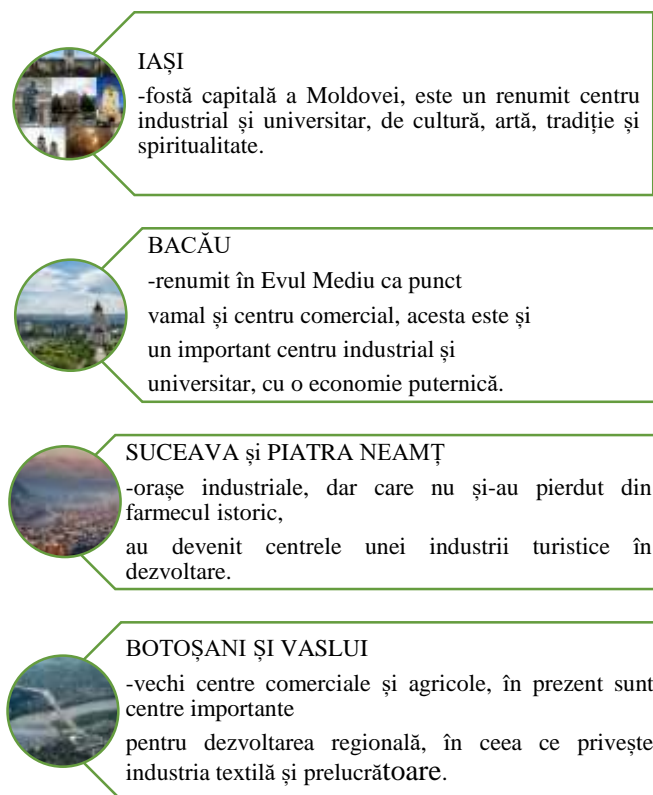 IAȘI
-fostă capitală a Moldovei, este un renumit centru
industrial și universitar, de cultură, artă, tradiție și
spiritualitate.
BACĂU
-renumit în Evul Mediu ca punct
vamal și centru comercial, acesta este și
un important centru industrial și
universitar, cu o economie puternică.
SUCEAVA și PIATRA NEAMȚ
-orașe industriale, dar care nu și-au pierdut din
farmecul istoric,
au devenit centrele unei industrii turistice în
dezvoltare.
BOTOȘANI ȘI VASLUI
-vechi centre comerciale și agricole, în prezent sunt
centre importante
pentru dezvoltarea regională, în ceea ce privește
industria textilă și prelucrătoare.